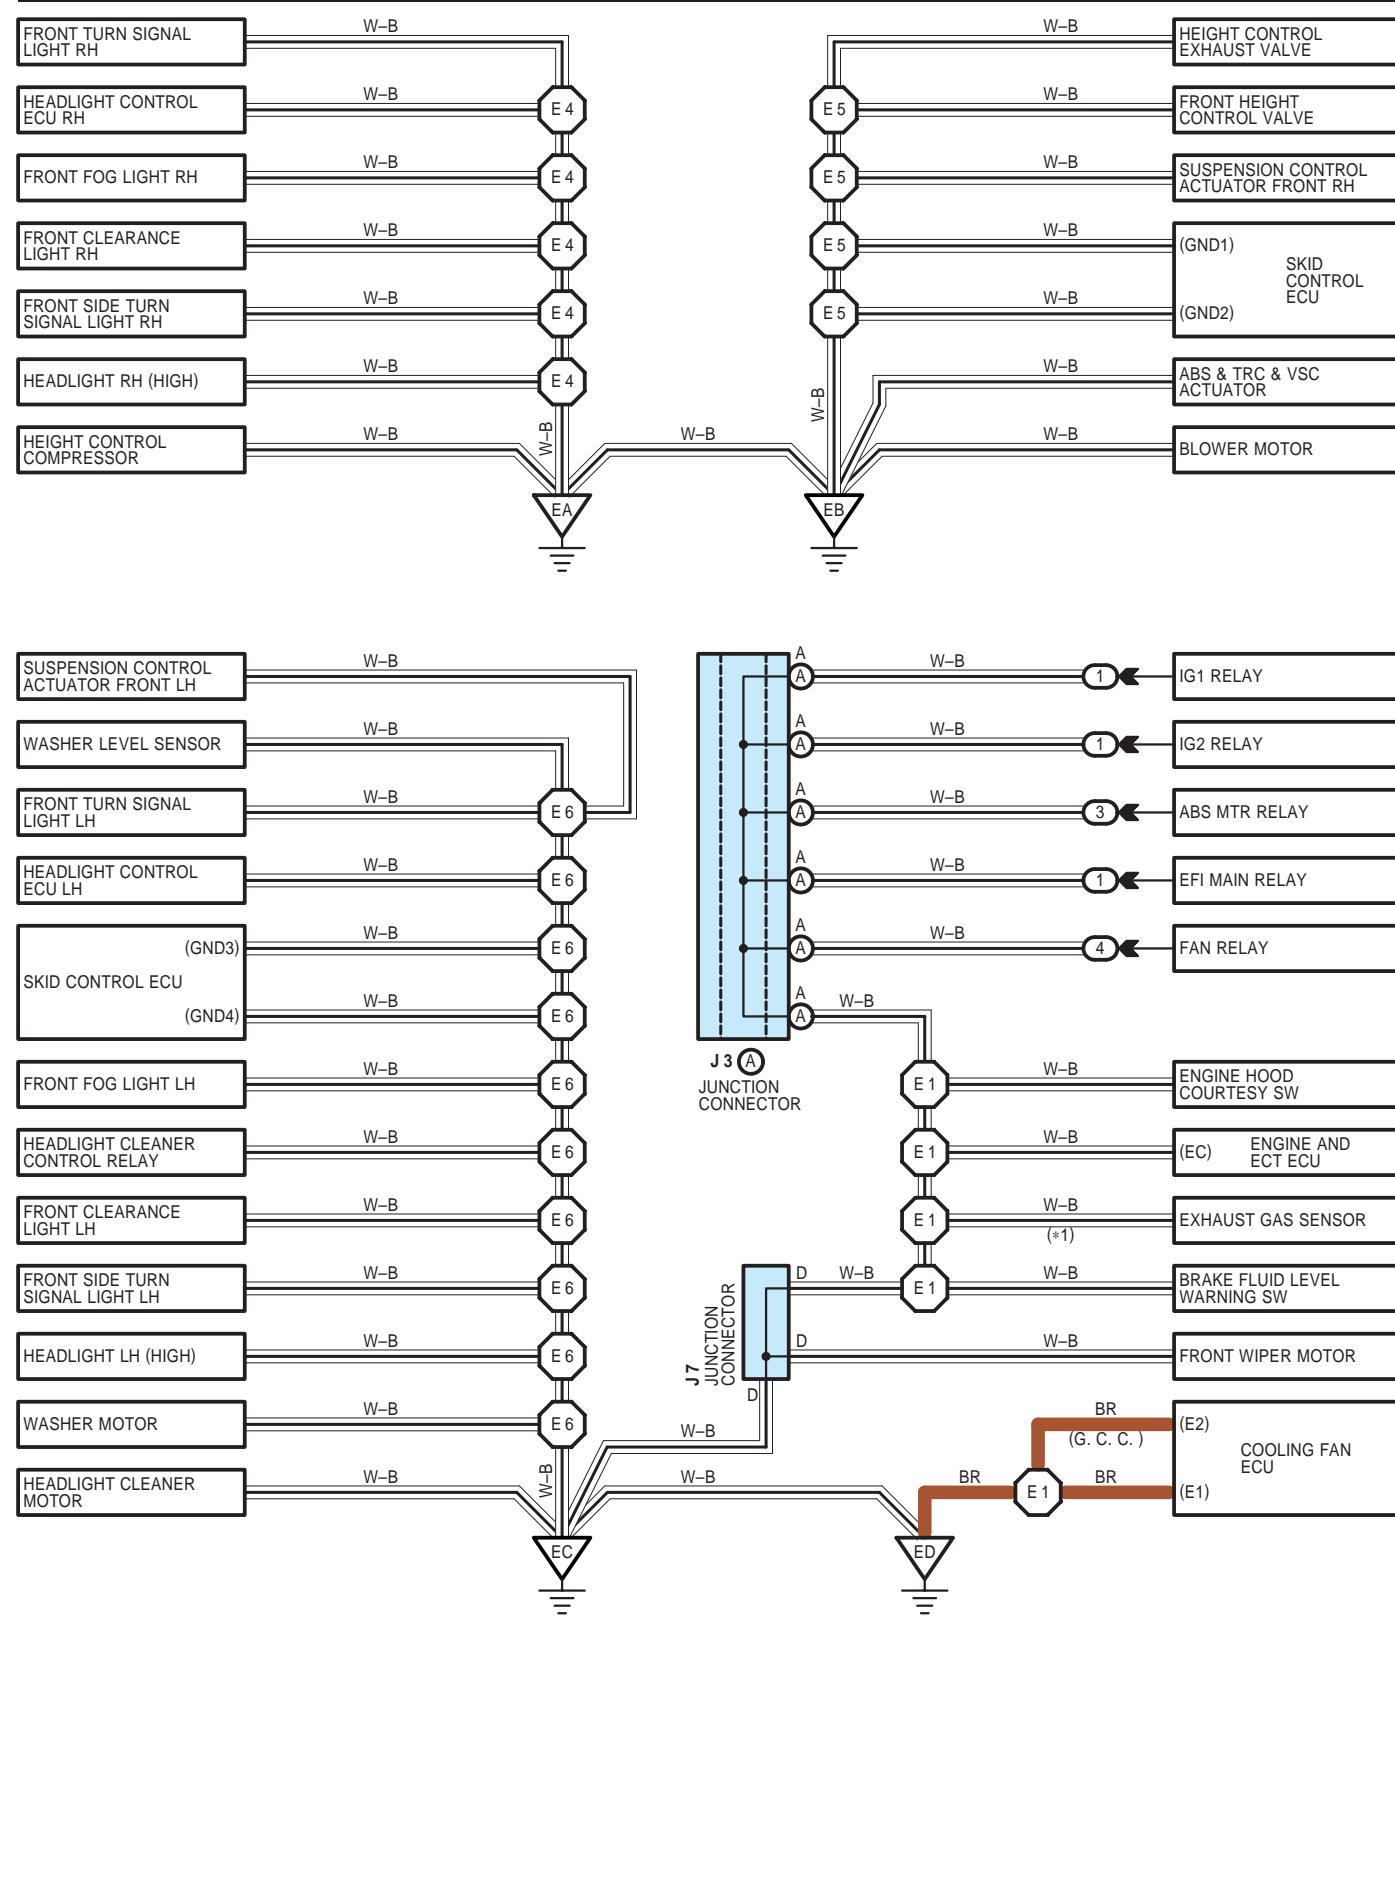 FRONT TURN SIGNAL
LIGHT RH
W–B
W–B
HEIGHT CONTROL
EXHAUST VALVE
HEADLIGHT CONTROL
ECU RH
W–B
E 4
E 5
W–B
FRONT HEIGHT
CONTROL VALVE
FRONT FOG LIGHT RH
W–B
E 4
E 5
W–B
SUSPENSION CONTROL
ACTUATOR FRONT RH
FRONT CLEARANCE
LIGHT RH
W–B
E 4
E 5
W–B
(GND1)
SKID
CONTROL
ECU
FRONT SIDE TURN
SIGNAL LIGHT RH
W–B
E 4
E 5
W–B
(GND2)
HEADLIGHT RH (HIGH)
W–B
E 4
W–B
W–B
ABS & TRC & VSC
ACTUATOR
HEIGHT CONTROL
COMPRESSOR
W–B
W–B
W–B
W–B
BLOWER MOTOR
EA
EB
SUSPENSION CONTROL
ACTUATOR FRONT LH
W–B
A
A
W–B
1
IG1 RELAY
WASHER LEVEL SENSOR
W–B
A
A
W–B
1
IG2 RELAY
FRONT TURN SIGNAL
LIGHT LH
W–B
E 6
A
A
W–B
3
ABS MTR RELAY
HEADLIGHT CONTROL
ECU LH
W–B
E 6
A
A
W–B
1
EFI MAIN RELAY
(GND3)
W–B
E 6
A
A
W–B
4
FAN RELAY
SKID CONTROL ECU
(GND4)
W–B
E 6
A
A
W–B
J 3 A
JUNCTION
CONNECTOR
FRONT FOG LIGHT LH
W–B
E 6
E 1
W–B
ENGINE HOOD
COURTESY SW
HEADLIGHT CLEANER
CONTROL RELAY
W–B
E 6
E 1
W–B
(EC)
ENGINE AND
ECT ECU
FRONT CLEARANCE
LIGHT LH
W–B
E 6
E 1
W–B
(*1)
EXHAUST GAS SENSOR
FRONT SIDE TURN
SIGNAL LIGHT LH
W–B
E 6
D
W–B
E 1
W–B
BRAKE FLUID LEVEL
WARNING SW
J 7
JUNCTION
CONNECTOR
HEADLIGHT LH (HIGH)
W–B
E 6
D
W–B
FRONT WIPER MOTOR
D
WASHER MOTOR
W–B
E 6
W–B
BR
(G. C. C. )
(E2)
COOLING FAN
ECU
HEADLIGHT CLEANER
MOTOR
W–B
W–B
W–B
BR
E 1
BR
(E1)
EC
ED